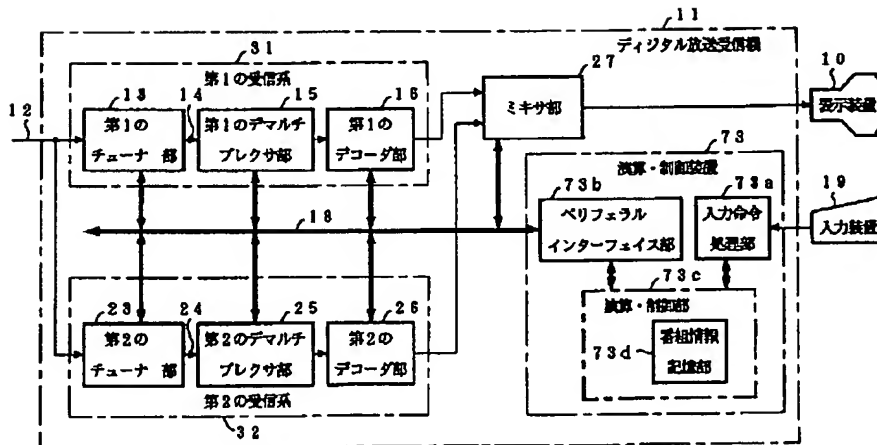 11
ディジタル放送受信機
31
第1の受信系
27
10
13
14
15
16
12
第1の
チューナ 部
第1のデマルチ
プレクサ部
第1の
デコーダ部
ミキサ部
表示装置
73
演算・制御装置
73b
73a
19
18
ペリフェラル
インターフェイス部
入力命令
処理部
入力装置
73c
演算・制御部
23
24
25
26
第2の
チューナ 部
第2のデマルチ
プレクサ部
第2の
デコーダ部
73d
番組情報
記憶部
第2の受信系
32